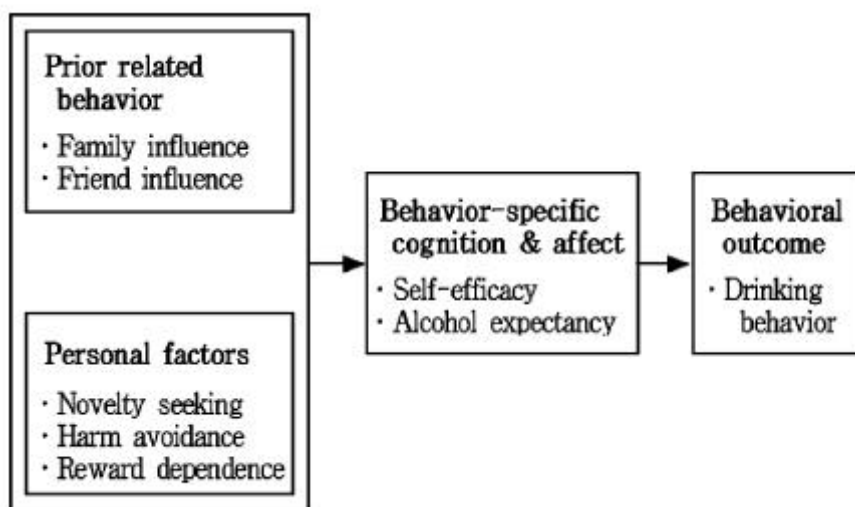 Prior related
behavior
· Family influence
· Friend influence
Personal factors
· Novelty seeking
· Harm avoidance
· Reward dependence
Behavior-specific
cognition & affect
· Self-efficacy
· Alcohol expectancy
Behavioral
outcome
· Drinking
behavior